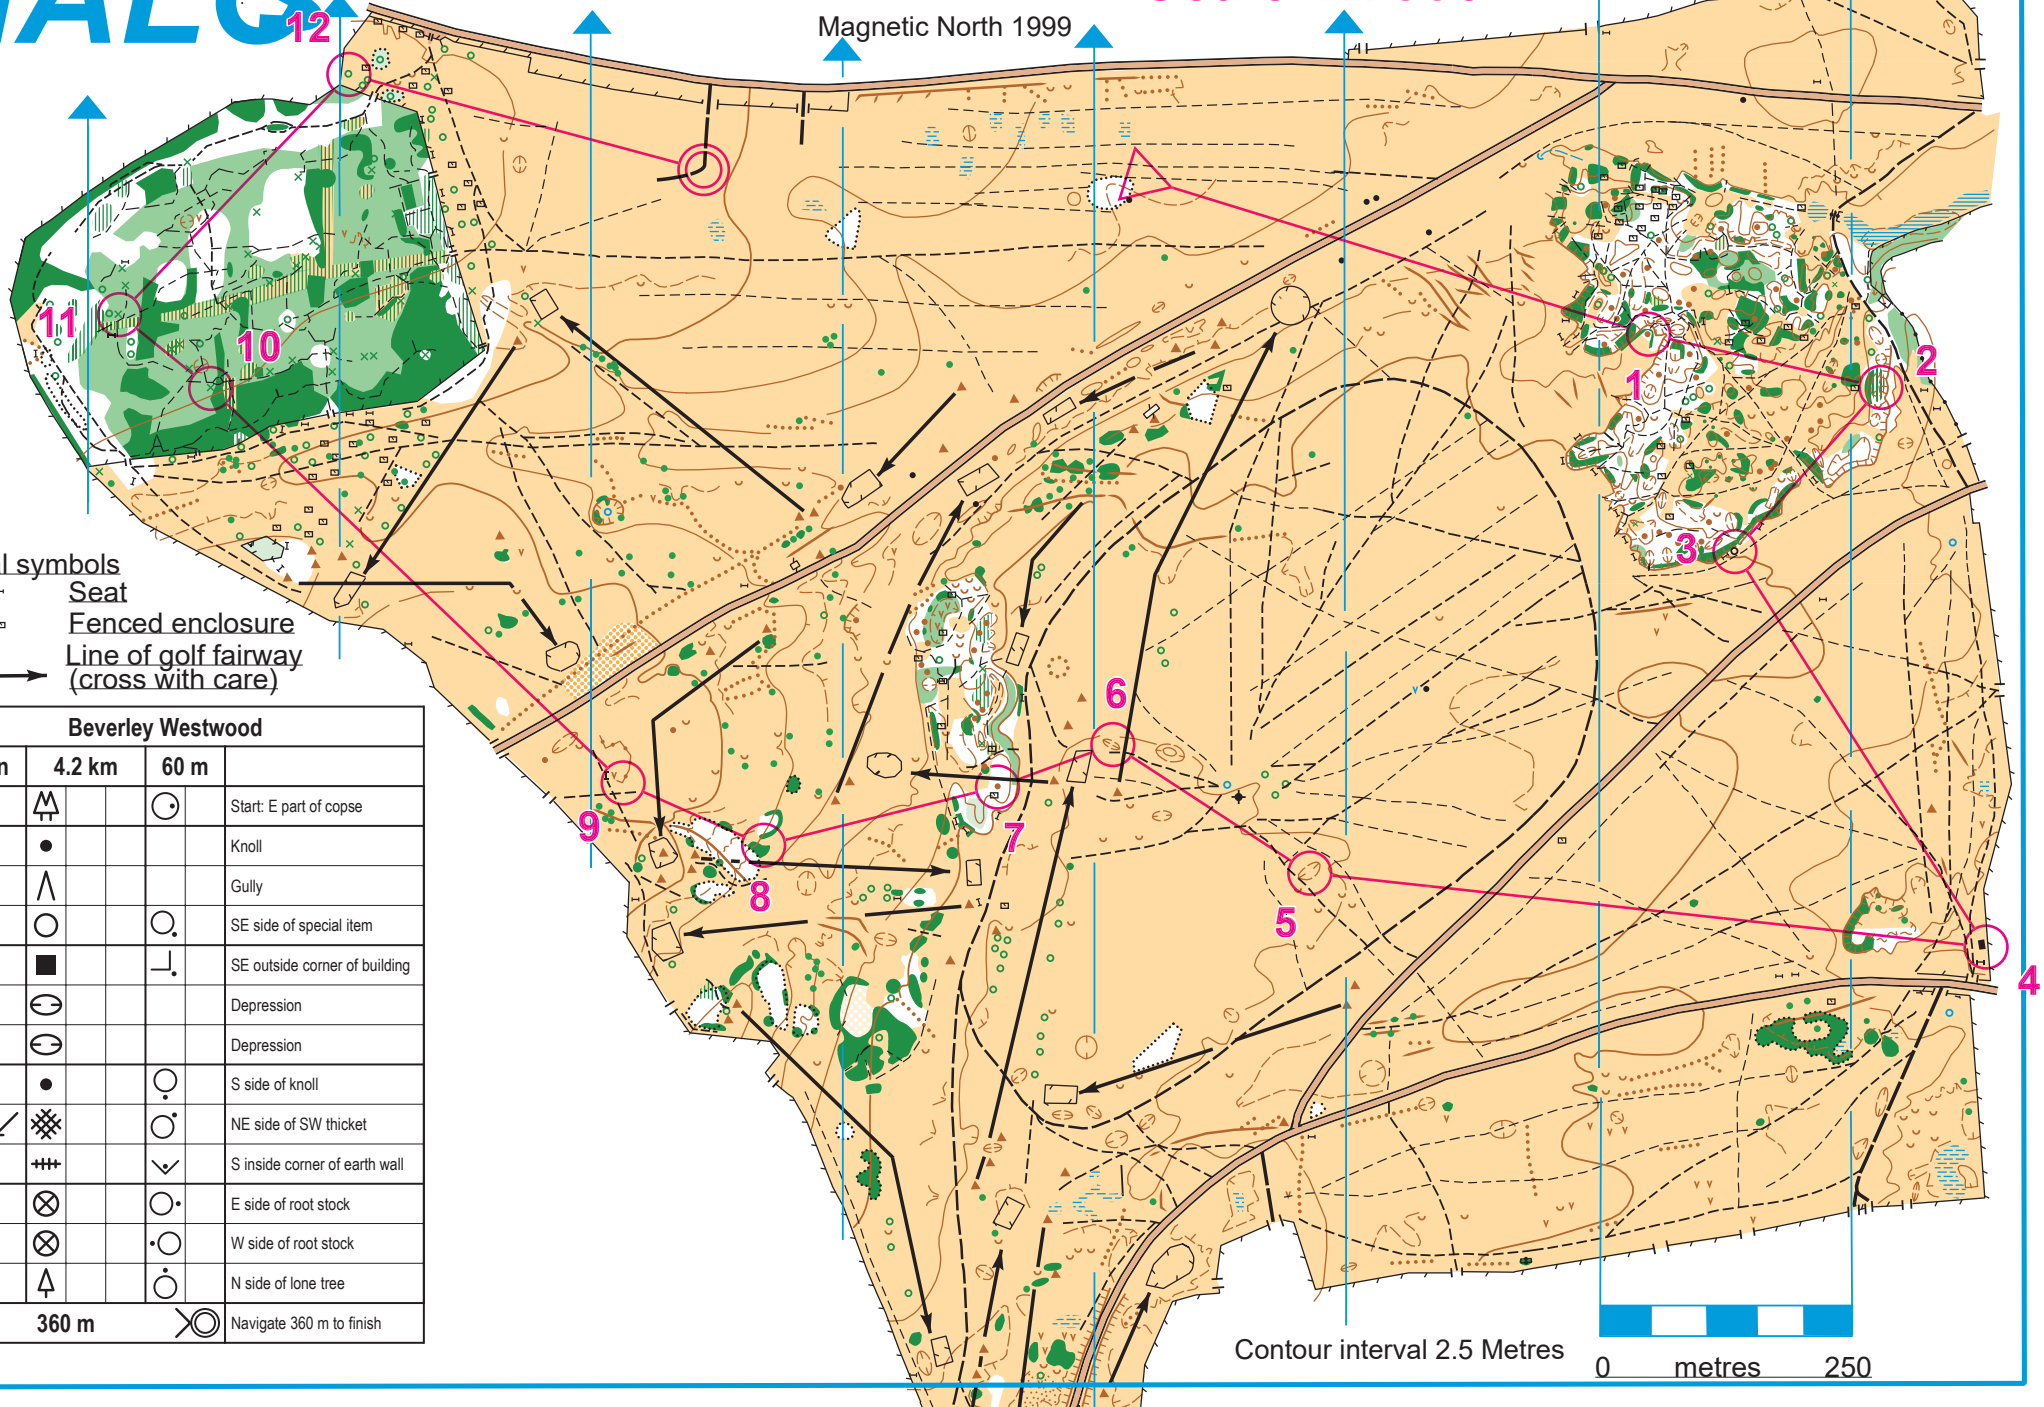 12
Magnetic North 1999
11
10
1
2
3
symbols
Seat
Fenced enclosure
Line of golf fairway
(cross with care)
6
9
7
8
5
4
Beverley Westwood
4.2 km 60 m
Start: E part of copse
Knoll
Gully
SE side of special item
SE outside corner of building
Depression
Depression
S side of knoll
NE side of SW thicket
S inside corner of earth wall
E side of root stock
W side of root stock
N side of lone tree
360 m Navigate 360 m to finish
Contour interval 2.5 Metres
0 metres 250